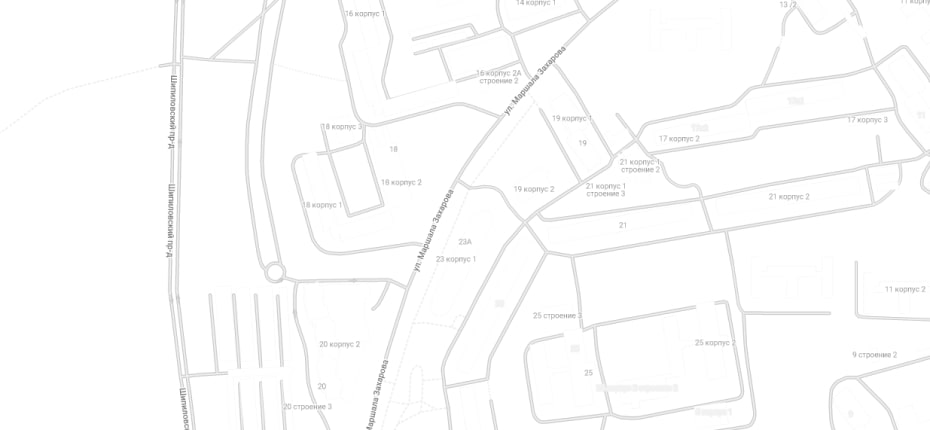 13 /2
14 корпус 1
16 корпус 1
16 корпус 2А
строение 2
ул. Маршала Захарова
Шипиловский пр-д
18 корпус 3
18
18 корпус 2
18 корпус 1
19 корпус 1
19
17 корпус 2
17 корпус 3
21 корпус 1
строение 2
21 корпус 1
строение 3
19 корпус 2
21 корпус 2
21
Шипиловский пр-д
ул. Маршала Захарова
23А
23 корпус 1
11 корпус 2
25 строение 3
25 корпус 2
20 корпус 2
9 строение 2
25
20
20 строение 3